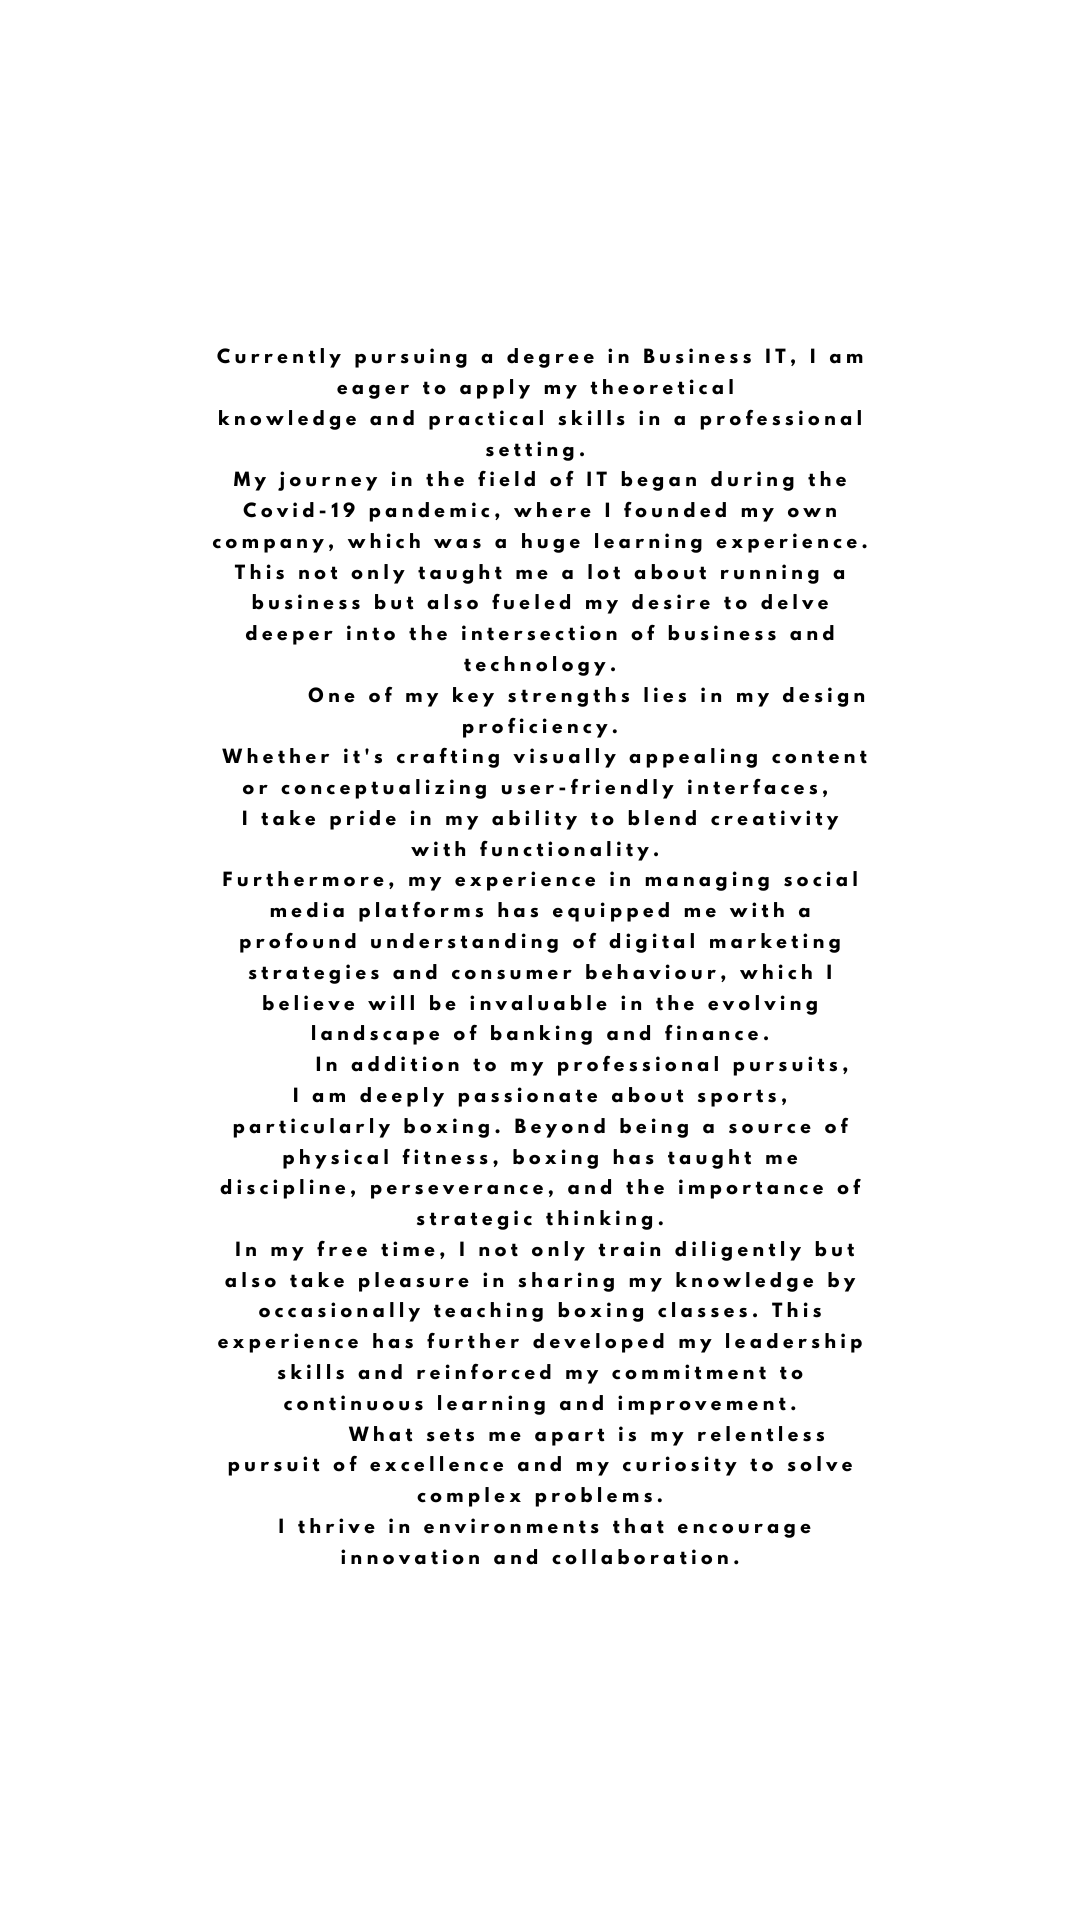 Currently pursuing a degree in Business IT, I am
eager to apply my theoretical
knowledge and practical skills in a professional
setting.
My journey in the field of IT began during the
Covid-19 pandemic, where I founded my own
company, which was a huge learning experience.
This not only taught me a lot about running a
business but also fueled my desire to delve
deeper into the intersection of business and
technology.
One of my key strengths lies in my design
proficiency.
Whether it's crafting visually appealing content
or conceptualizing user-friendly interfaces,
I take pride in my ability to blend creativity
with functionality.
Furthermore, my experience in managing social
media platforms has equipped me with a
profound understanding of digital marketing
strategies and consumer behaviour, which I
believe will be invaluable in the evolving
landscape of banking and finance.
In addition to my professional pursuits,
I am deeply passionate about sports,
particularly boxing. Beyond being a source of
physical fitness, boxing has taught me
discipline, perseverance, and the importance of
strategic thinking.
In my free time, I not only train diligently but
also take pleasure in sharing my knowledge by
occasionally teaching boxing classes. This
experience has further developed my leadership
skills and reinforced my commitment to
continuous learning and improvement.
What sets me apart is my relentless
pursuit of excellence and my curiosity to solve
complex problems.
I thrive in environments that encourage
innovation and collaboration.